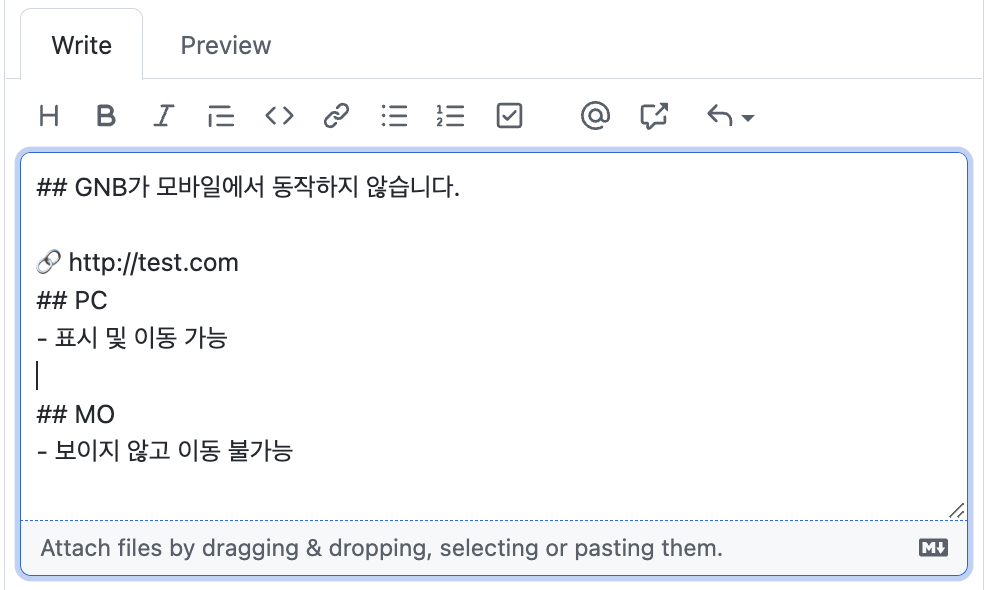 Write Preview
## GNB가 모바일에서 동작하지 않습니다.
🔗 http://test.com
## PC
- 표시 및 이동 가능
## MO
- 보이지 않고 이동 불가능
Attach files by dragging & dropping, selecting or pasting them.